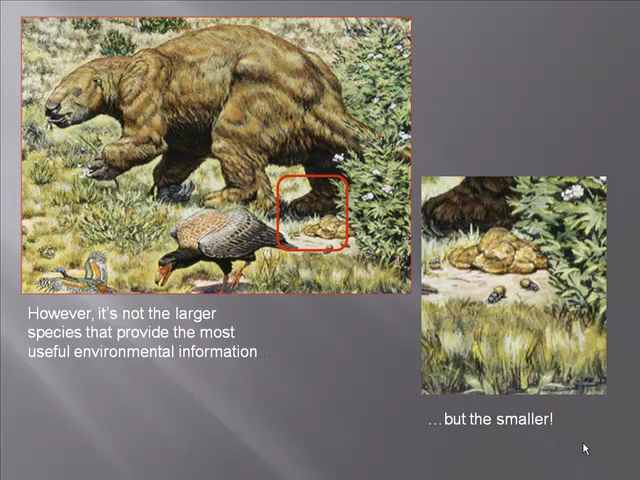 However, it's not the larger
species that provide the most
useful environmental information ..
…but the smaller!